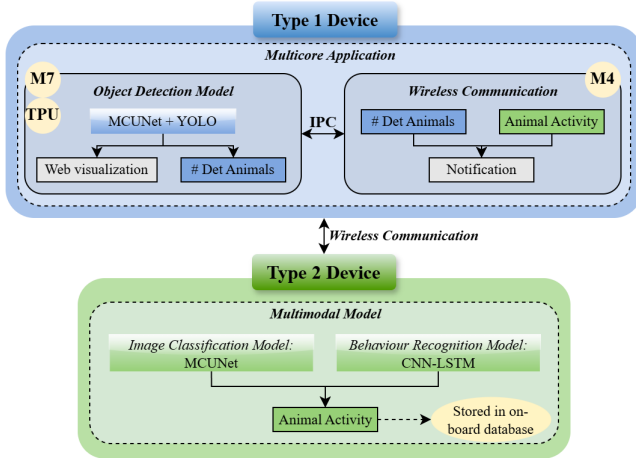 Type 1 Device
Multicore Application
M7
TPU
Object Detection Model
MCUNet + YOLO
Web visualization
# Det Animals
IPC
Wireless Communication
M4
# Det Animals
Animal Activity
Notification
Wireless Communication
Type 2 Device
Multimodal Model
Image Classification Model:
MCUNet
Behaviour Recognition Model:
CNN-LSTM
Animal Activity
Stored in on-
board database